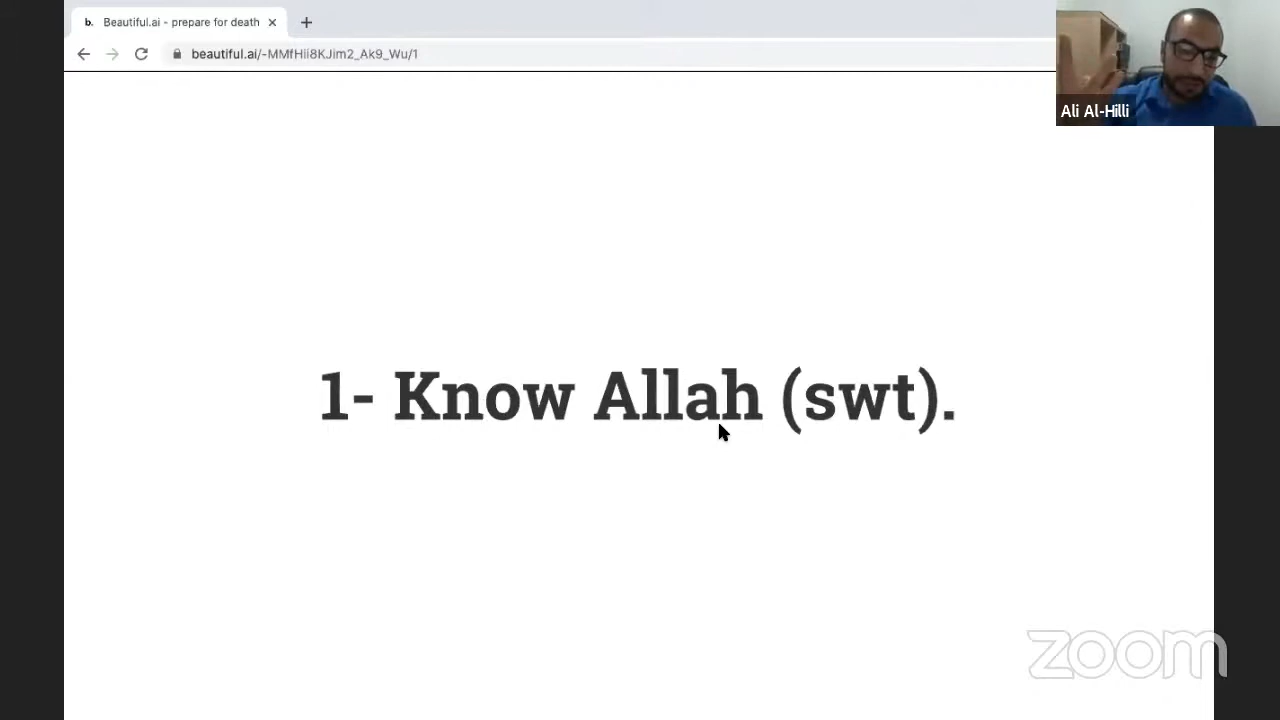 b. Beautiful.ai - prepare for death
beautiful.ai/-MMfHii8KJim2_Ak9_Wu/1
Ali Al-Hilli
1- Know Allah (swt).
zoom